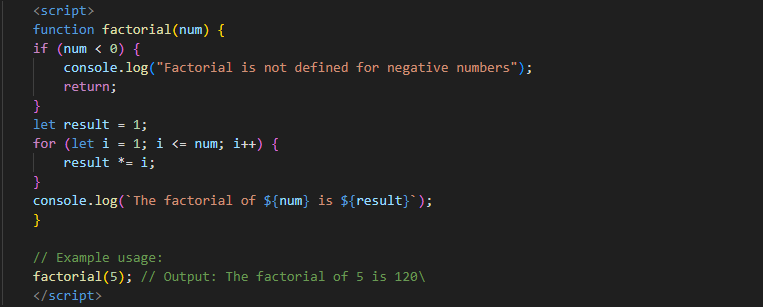 <script>
function factorial(num) {
if (num < 0) {
    console.log("Factorial is not defined for negative numbers");
    return;
}
let result = 1;
for (let i = 1; i <= num; i++) {
    result *= i;
}
console.log(`The factorial of ${num} is ${result}`);
}

// Example usage:
factorial(5); // Output: The factorial of 5 is 120\
</script>